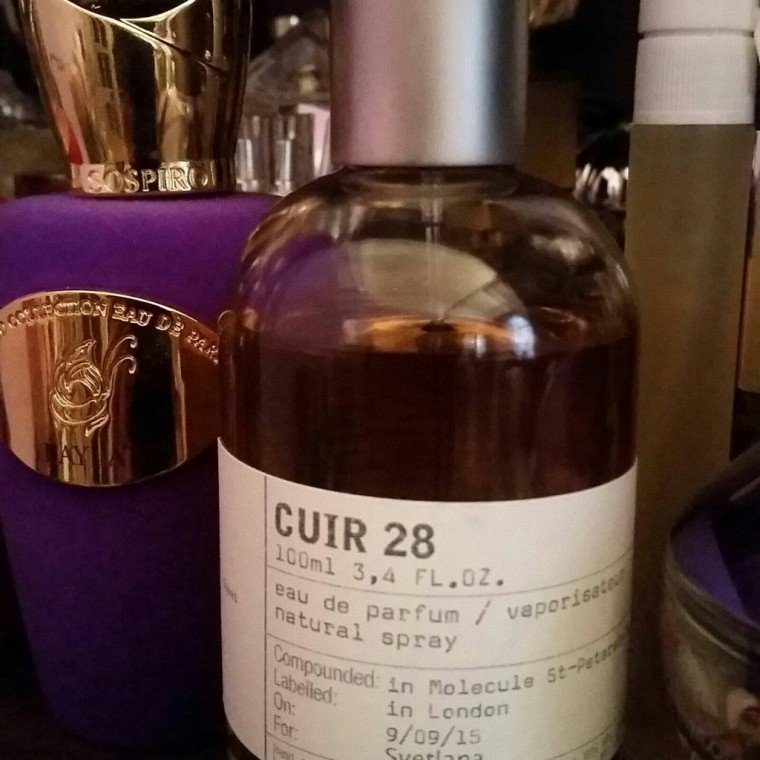 SOSPIRO
COLLECTION EAU DE PAR
CUIR 28
100ml 3,4 FL.OZ.
eau de parfum / vaporisateur
natural spray
Compounded: in Molecule St-Petersb
Labelled: in London
On: 9/09/15
For: Svetlana